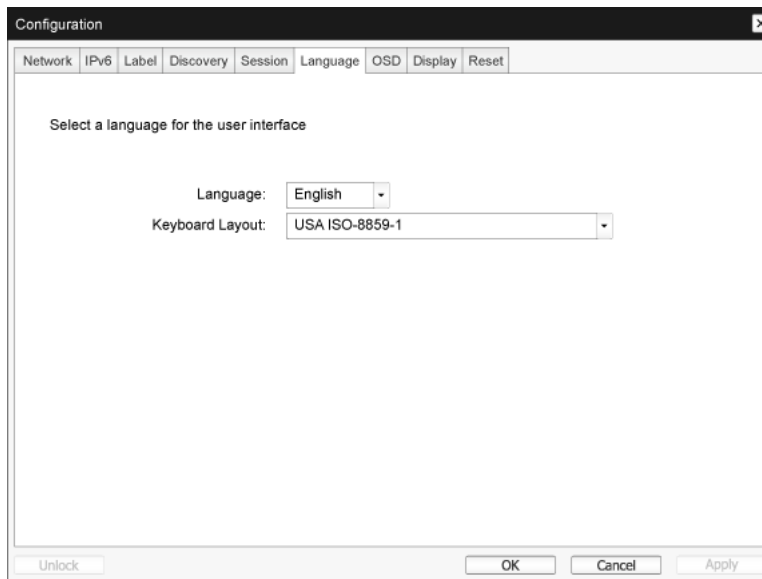 Configuration
Network IPv6 Label Discovery Session Language OSD Display Reset
Select a language for the user interface
Language: English
Keyboard Layout: USA ISO-8859-1
Unlock OK Cancel Apply